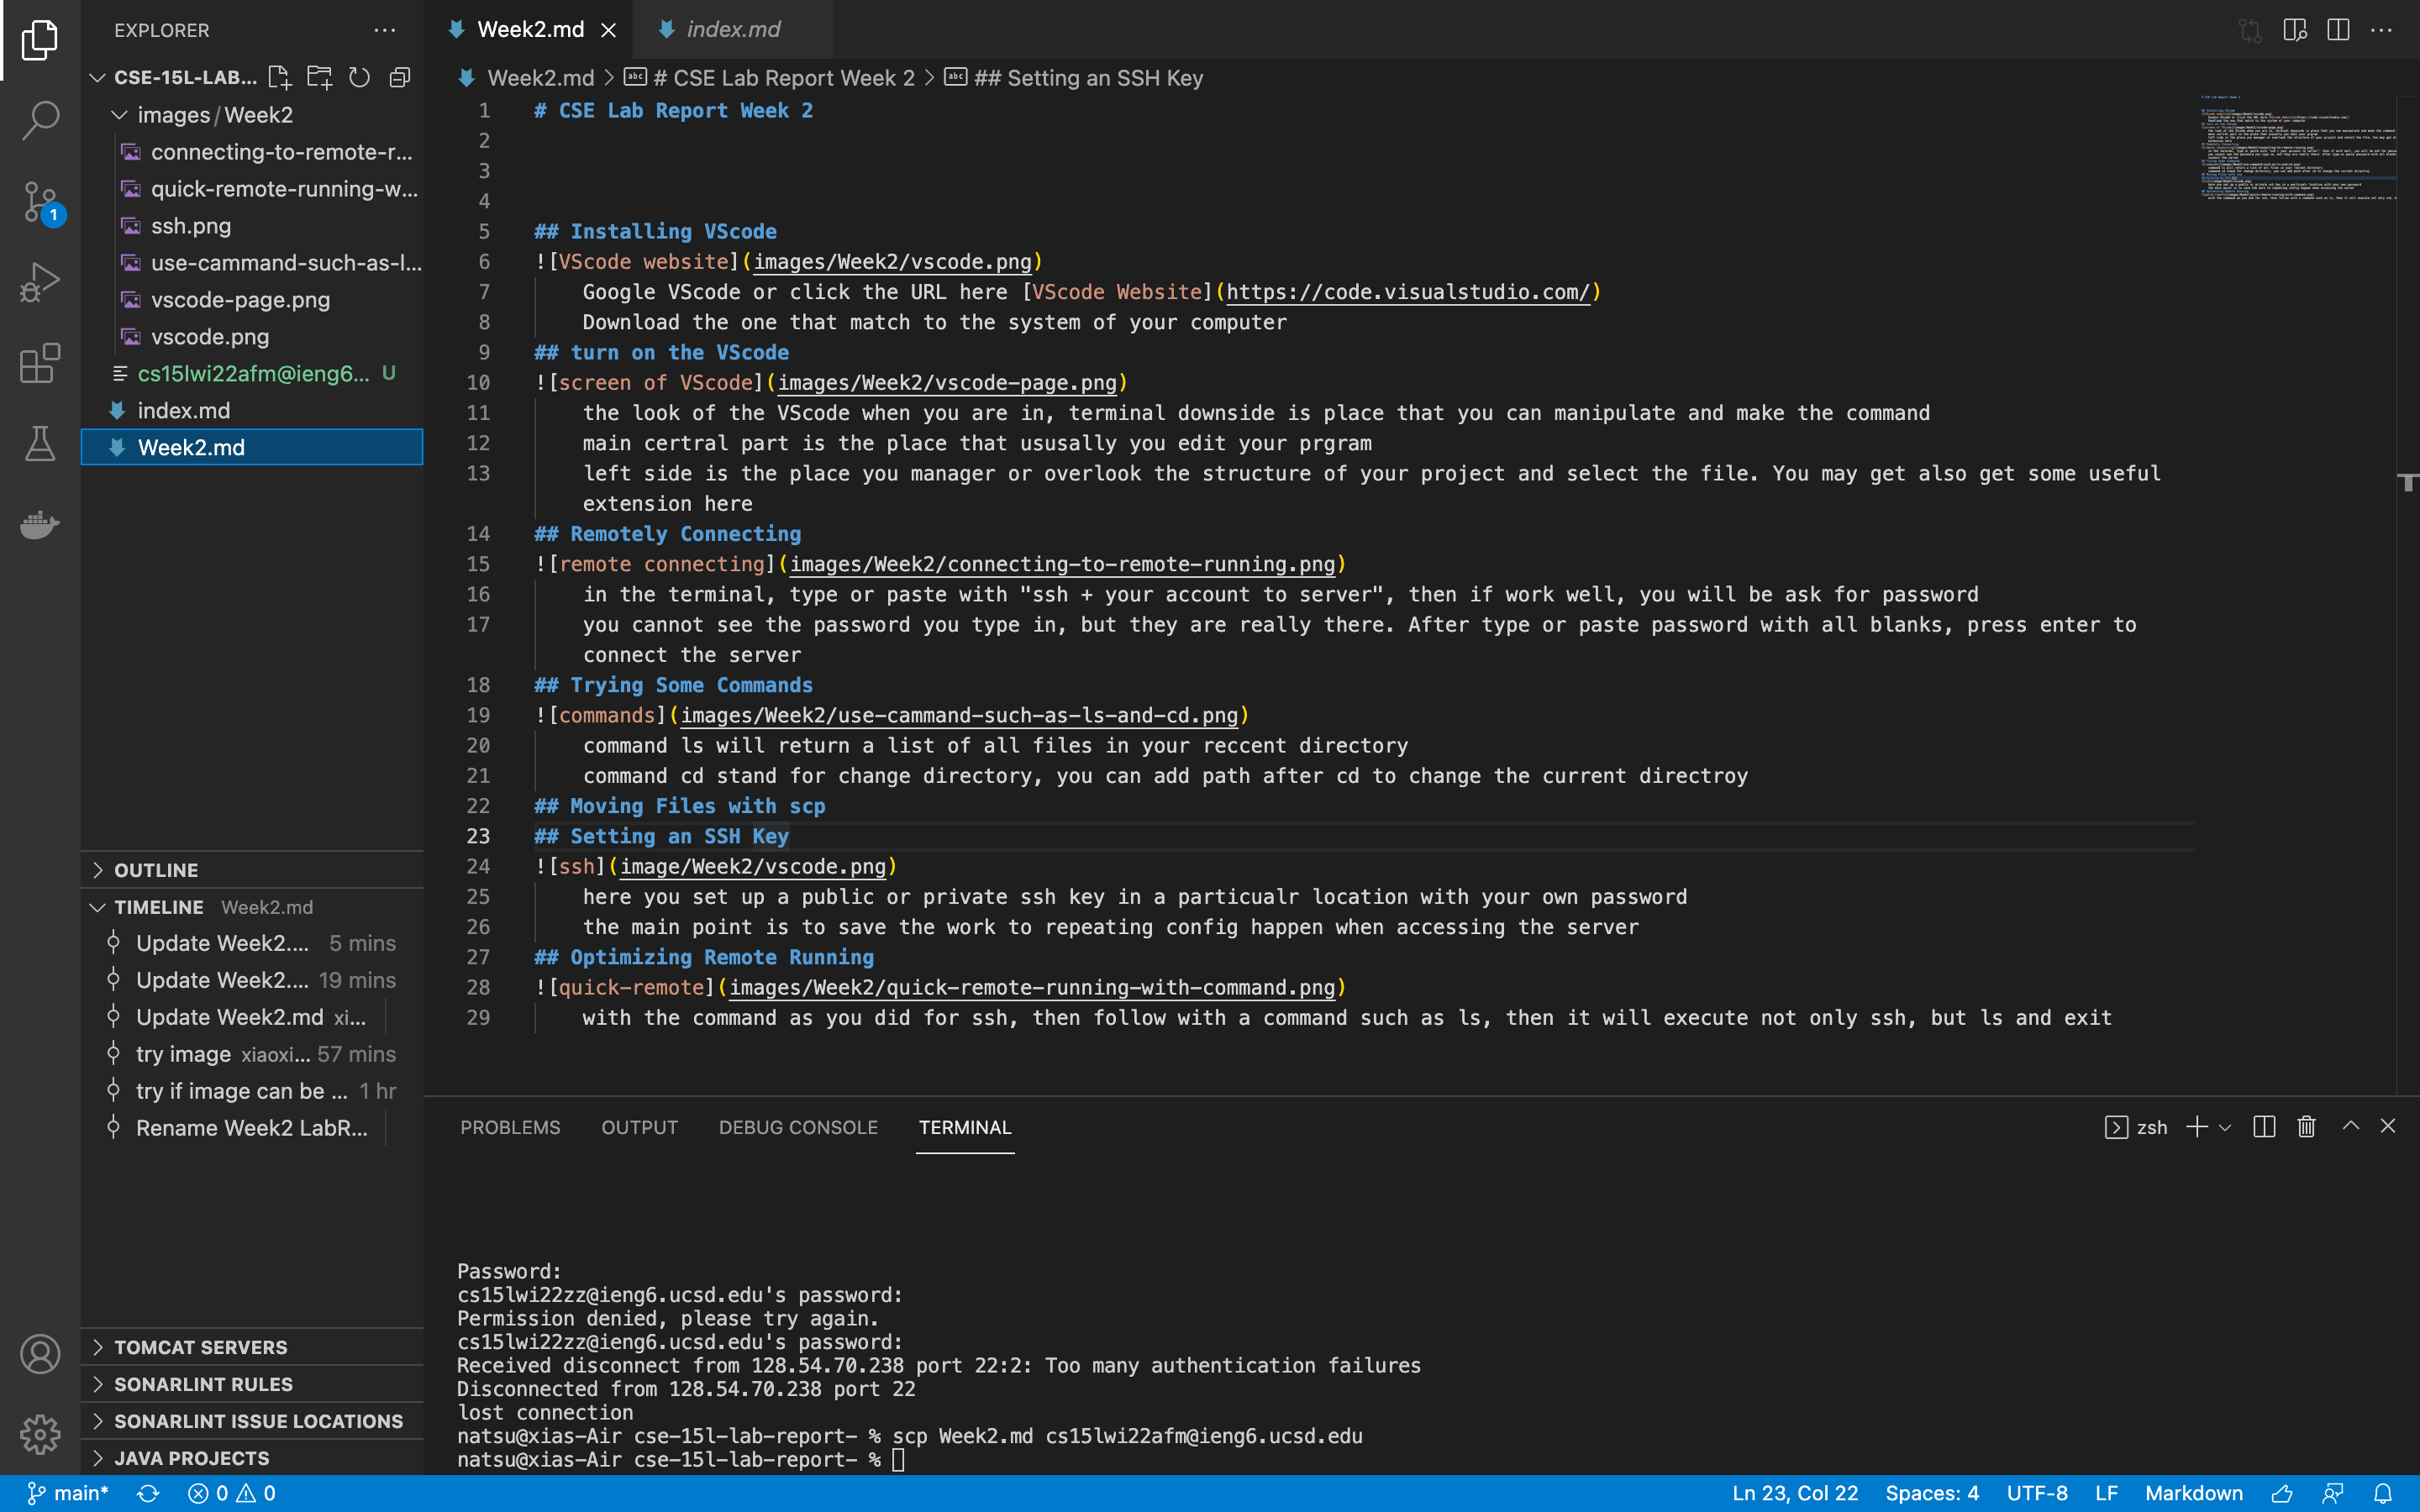 EXPLORER
CSE-15L-LAB...
images/Week2
connecting-to-remote-r...
quick-remote-running-w...
ssh.png
use-cammand-such-as-l...
vscode-page.png
vscode.png
cs15lwi22afm@ieng6... U
index.md
Week2.md
1
OUTLINE
TIMELINE Week2.md
Update Week2.... 5 mins
Update Week2.... 19 mins
Update Week2.md xi...
try image xiaoxi... 57 mins
try if image can be ... 1 hr
Rename Week2 LabR...
TOMCAT SERVERS
SONARLINT RULES
SONARLINT ISSUE LOCATIONS
JAVA PROJECTS
Week2.md
index.md
Week2.md > # CSE Lab Report Week 2 > ## Setting an SSH Key
1 # CSE Lab Report Week 2
2
3
4
5 ## Installing VScode
6 ![VScode website](images/Week2/vscode.png)
7 Google VScode or click the URL here [VScode Website](https://code.visualstudio.com/)
8 Download the one that match to the system of your computer
9 ## turn on the VScode
10 ![screen of VScode](images/Week2/vscode-page.png)
11 the look of the VScode when you are in, terminal downside is place that you can manipulate and make the command
12 main certral part is the place that ususally you edit your prgram
13 left side is the place you manager or overlook the structure of your project and select the file. You may get also get some useful
extension here
14 ## Remotely Connecting
15 ![remote connecting](images/Week2/connecting-to-remote-running.png)
16 in the terminal, type or paste with "ssh + your account to server", then if work well, you will be ask for password
17 you cannot see the password you type in, but they are really there. After type or paste password with all blanks, press enter to
connect the server
18 ## Trying Some Commands
19 ![commands](images/Week2/use-cammand-such-as-ls-and-cd.png)
20 command ls will return a list of all files in your reccent directory
21 command cd stand for change directory, you can add path after cd to change the current directroy
22 ## Moving Files with scp
23 ## Setting an SSH Key
24 ![ssh](image/Week2/vscode.png)
25 here you set up a public or private ssh key in a particualr location with your own password
26 the main point is to save the work to repeating config happen when accessing the server
27 ## Optimizing Remote Running
28 ![quick-remote](images/Week2/quick-remote-running-with-command.png)
29 with the command as you did for ssh, then follow with a command such as ls, then it will execute not only ssh, but ls and exit
PROBLEMS OUTPUT DEBUG CONSOLE TERMINAL
zsh
Password:
cs15lwi22zz@ieng6.ucsd.edu's password:
Permission denied, please try again.
cs15lwi22zz@ieng6.ucsd.edu's password:
Received disconnect from 128.54.70.238 port 22:2: Too many authentication failures
Disconnected from 128.54.70.238 port 22
lost connection
natsu@xias-Air cse-15l-lab-report- % scp Week2.md cs15lwi22afm@ieng6.ucsd.edu
natsu@xias-Air cse-15l-lab-report- %
main* 0 0
Ln 23, Col 22 Spaces: 4 UTF-8 LF Markdown